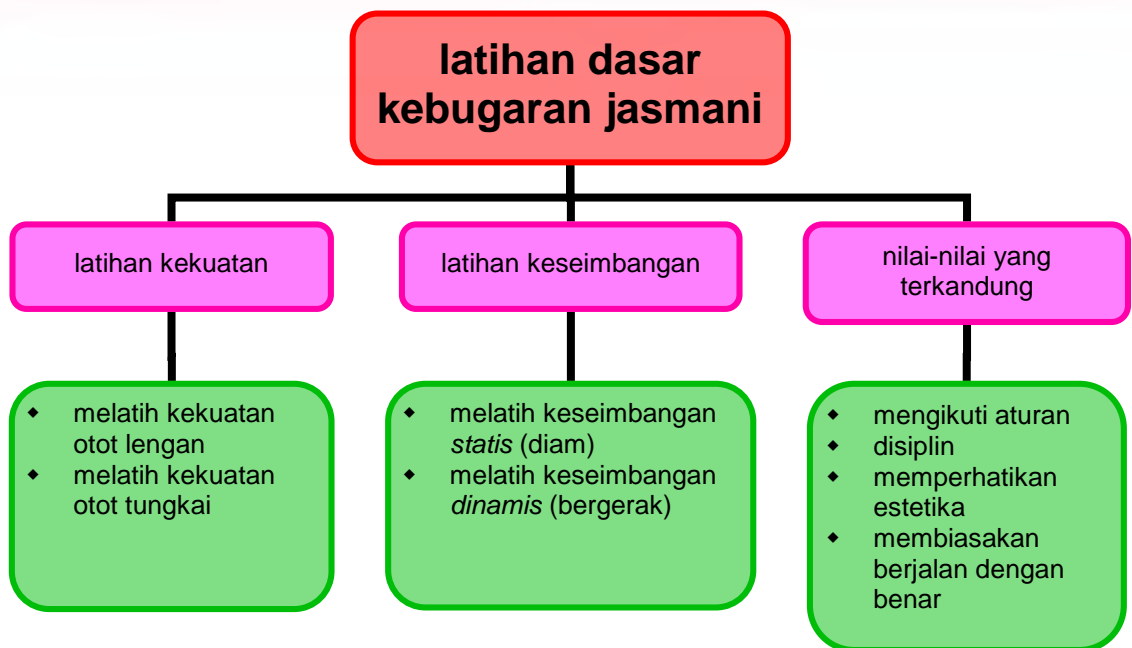 latihan dasar
kebugaran jasmani
latihan kekuatan
latihan keseimbangan
nilai-nilai yang
terkandung
◆ melatih kekuatan
otot lengan
◆ melatih kekuatan
otot tungkai
◆ melatih keseimbangan
statis (diam)
◆ melatih keseimbangan
dinamis (bergerak)
◆ mengikuti aturan
◆ disiplin
◆ memperhatikan
estetika
◆ membiasakan
berjalan dengan
benar